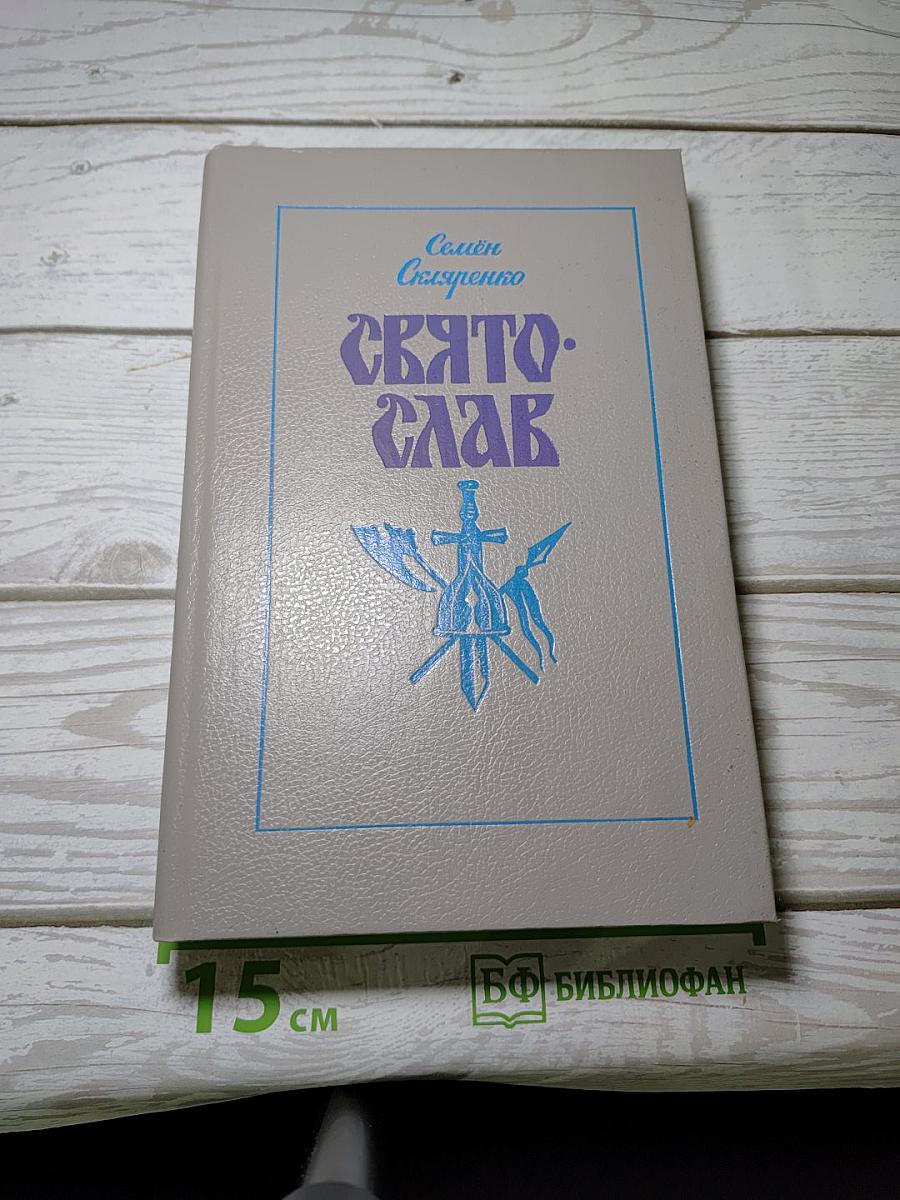 Семён
Скляренко
СВЯТО·
СЛАВ
15 см
БФ БИБЛИОФАН